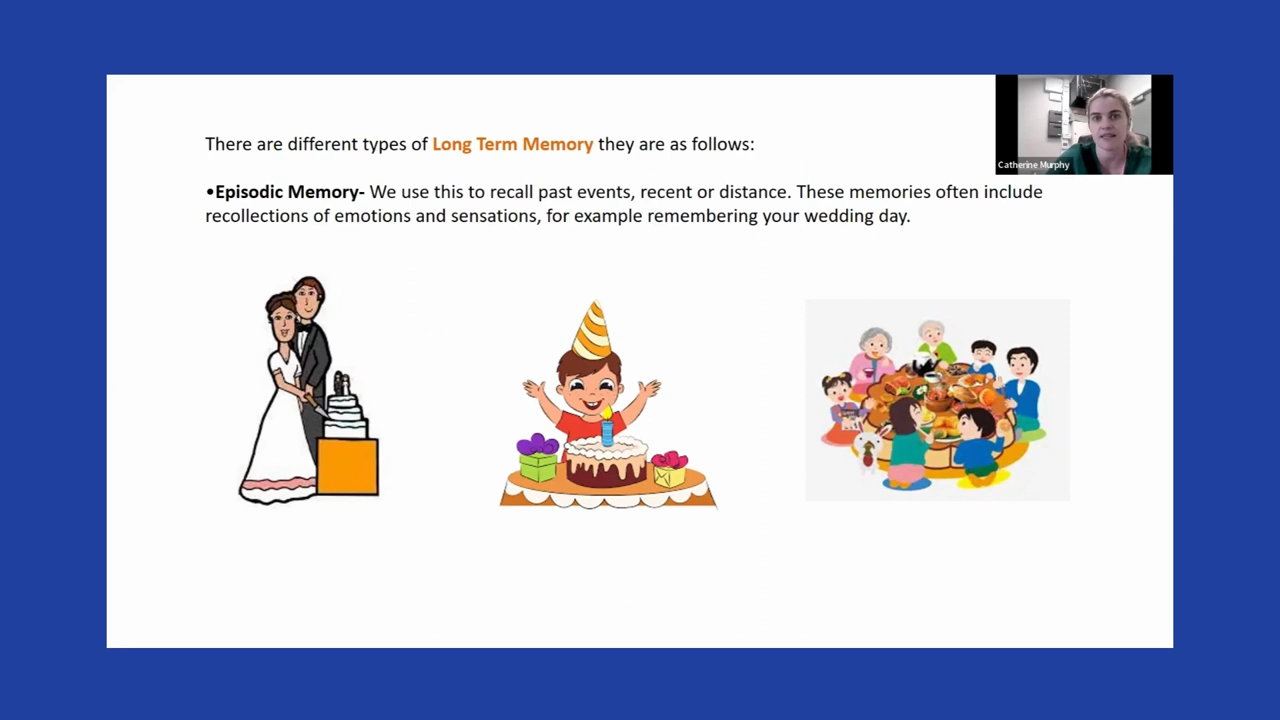 There are different types of Long Term Memory they are as follows:
•Episodic Memory- We use this to recall past events, recent or distance. These memories often include
recollections of emotions and sensations, for example remembering your wedding day.
Catherine Murphy